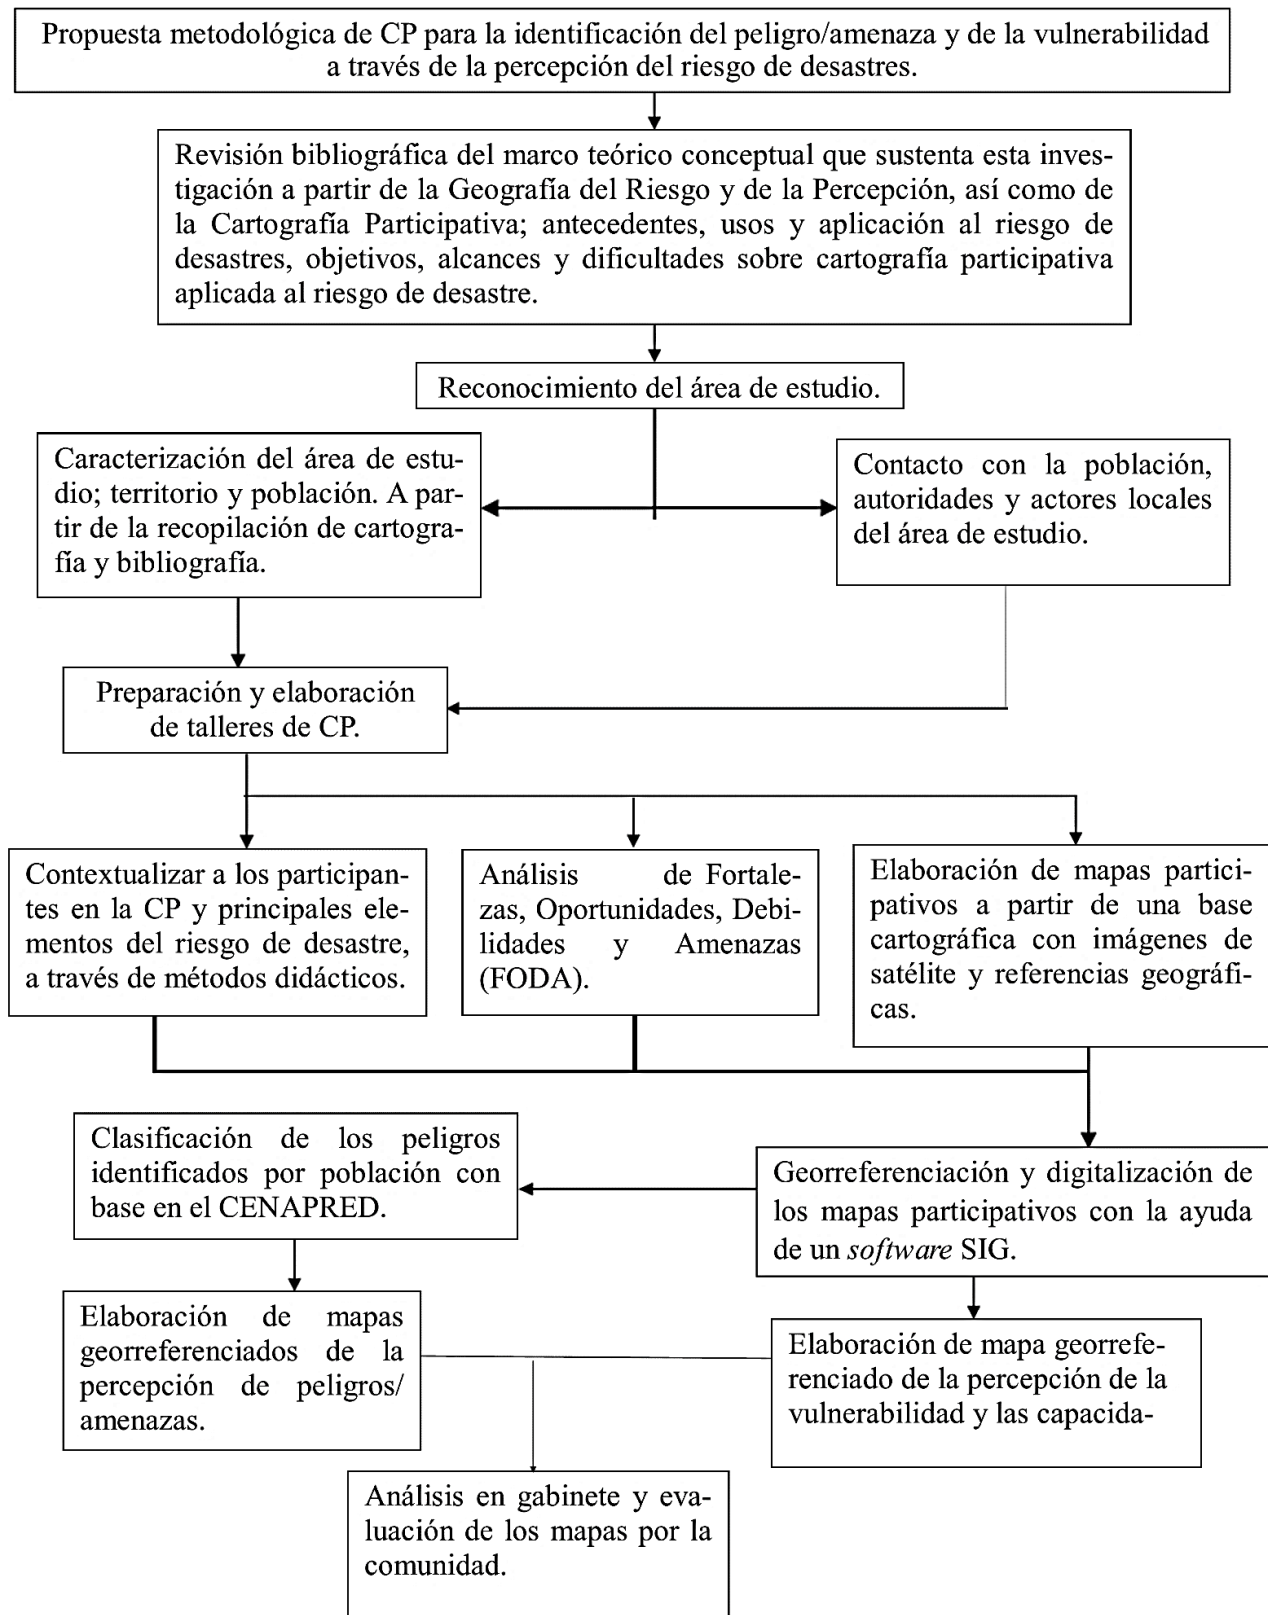 Propuesta metodológica de CP para la identificación del peligro/amenaza y de la vulnerabilidad
a través de la percepción del riesgo de desastres.
Revisión bibliográfica del marco teórico conceptual que sustenta esta inves-
tigación a partir de la Geografía del Riesgo y de la Percepción, así como de
la Cartografía Participativa; antecedentes, usos y aplicación al riesgo de
desastres, objetivos, alcances y dificultades sobre cartografía participativa
aplicada al riesgo de desastre.
Reconocimiento del área de estudio.
Caracterización del área de estu-
dio; territorio y población. A par-
tir de la recopilación de cartogra-
fía y bibliografía.
Contacto con la población,
autoridades y actores locales
del área de estudio.
Preparación y elaboración
de talleres de CP.
Contextualizar a los participan-
tes en la CP y principales ele-
mentos del riesgo de desastre,
a través de métodos didácticos.
Análisis de Fortale-
zas, Oportunidades, Debi-
lidades y Amenazas
(FODA).
Elaboración de mapas partici-
pativos a partir de una base
cartográfica con imágenes de
satélite y referencias geográfi-
cas.
Clasificación de los peligros
identificados por población con
base en el CENAPRED.
Georreferenciación y digitalización de
los mapas participativos con la ayuda
de un software SIG.
Elaboración de mapas
georreferenciados de la
percepción de peligros/
amenazas.
Elaboración de mapa georrefe-
renciado de la percepción de la
vulnerabilidad y las capacida-
Análisis en gabinete y eva-
luación de los mapas por la
comunidad.